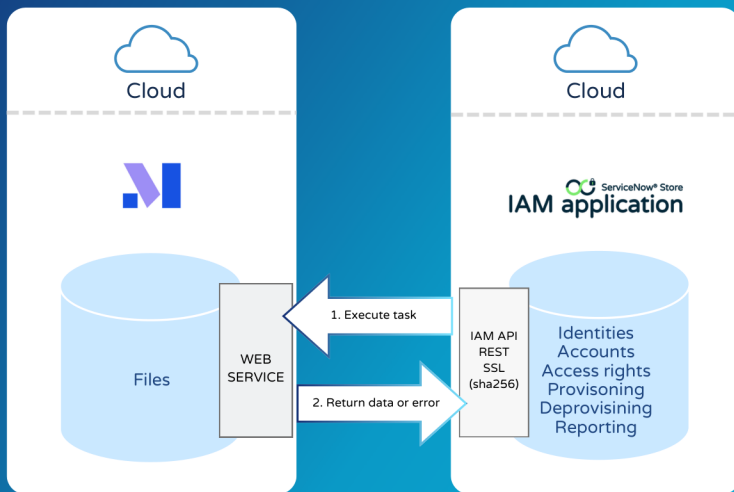 Cloud
Files
WEB
SERVICE
1. Execute task
2. Return data or error
Cloud
ServiceNow® Store
IAM application
IAM API
REST
SSL
(sha256)
Identities
Accounts
Access rights
Provisoning
Deprovisining
Reporting